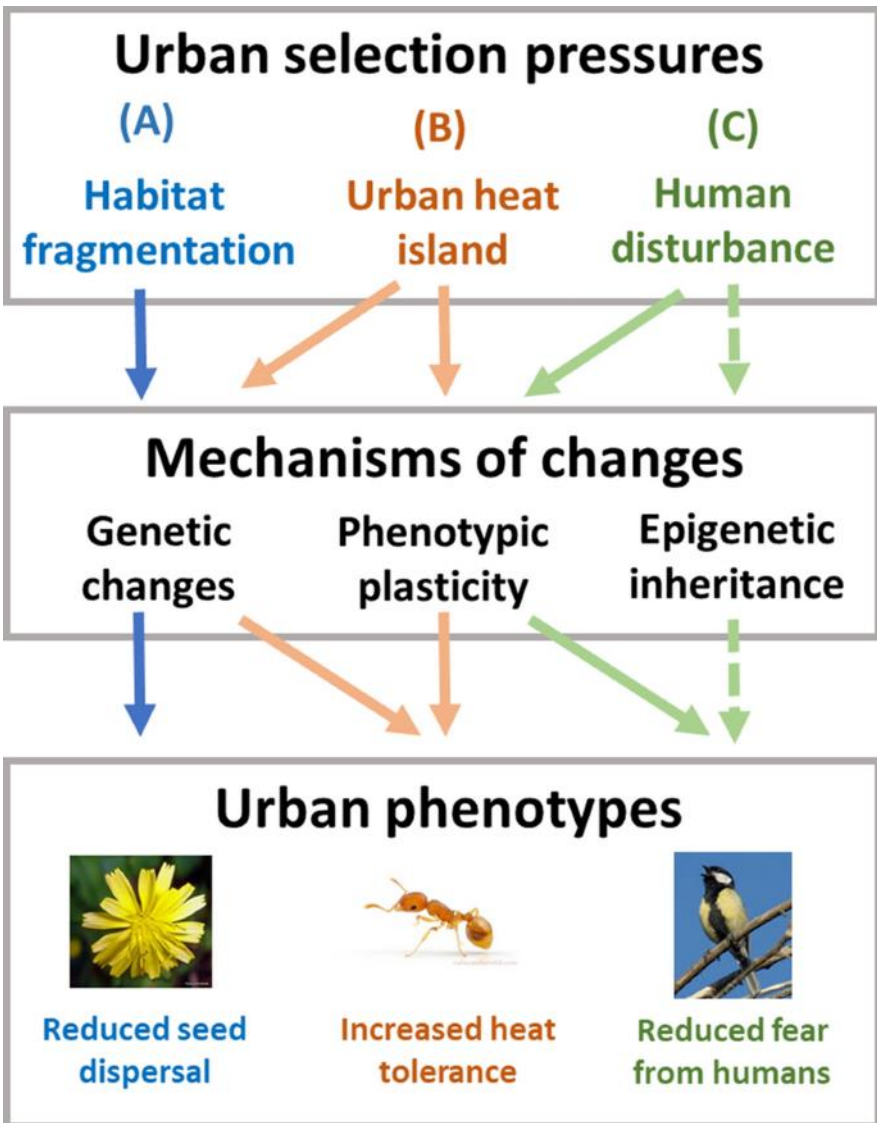 Urban selection pressures
(A) (B) (C)
Habitat Urban heat Human
fragmentation island disturbance
Mechanisms of changes
Genetic Phenotypic Epigenetic
changes plasticity inheritance
Urban phenotypes
Reduced seed Increased heat Reduced fear
dispersal tolerance from humans